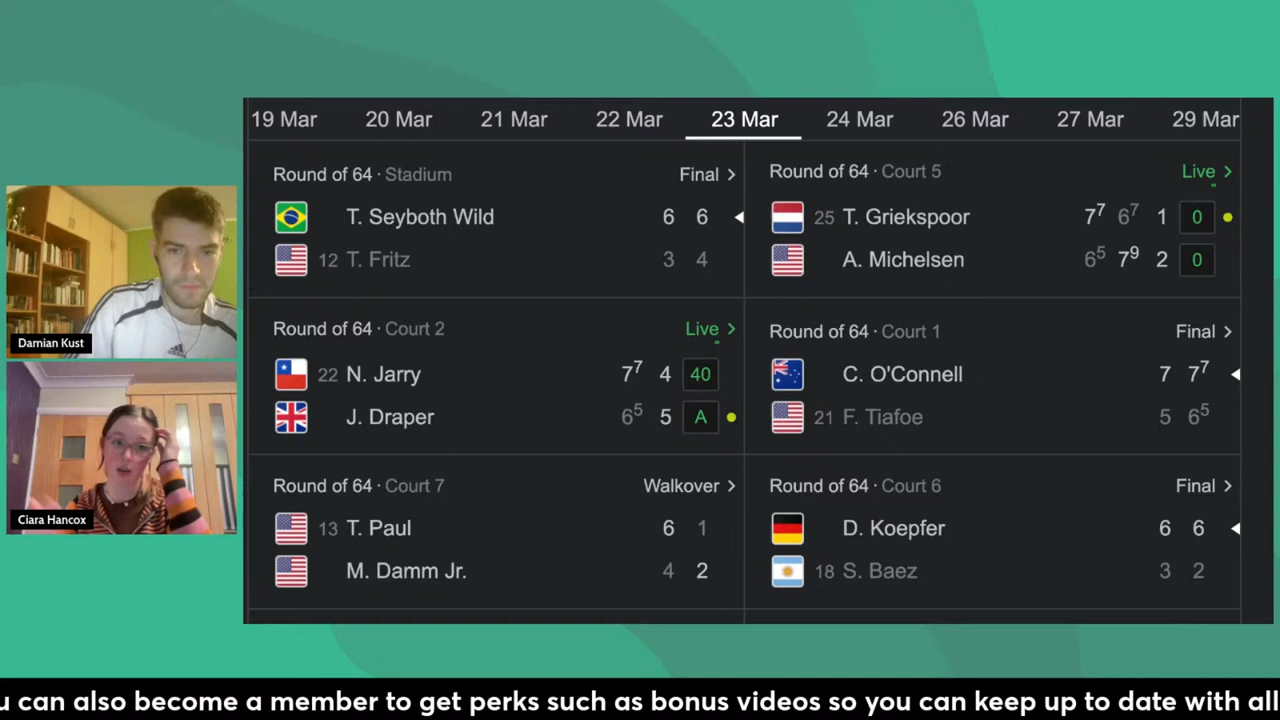 19 Mar 20 Mar 21 Mar 22 Mar 23 Mar 24 Mar 26 Mar 27 Mar 29 Mar
Round of 64 · Stadium Final
T. Seyboth Wild 6 6
12 T. Fritz 3 4
Round of 64 · Court 5 Live
25 T. Griekspoor 7⁷ 6⁷ 1 0
A. Michelsen 6⁵ 7⁹ 2 0
Round of 64 · Court 2 Live
22 N. Jarry 7⁷ 4 40
J. Draper 6⁵ 5 A
Round of 64 · Court 1 Final
C. O'Connell 7 7⁷
21 F. Tiafoe 5 6⁵
Round of 64 · Court 7 Walkover
13 T. Paul 6 1
M. Damm Jr. 4 2
Round of 64 · Court 6 Final
D. Koepfer 6 6
18 S. Baez 3 2
Damian Kust
Ciara Hancox
u can also become a member to get perks such as bonus videos so you can keep up to date with all